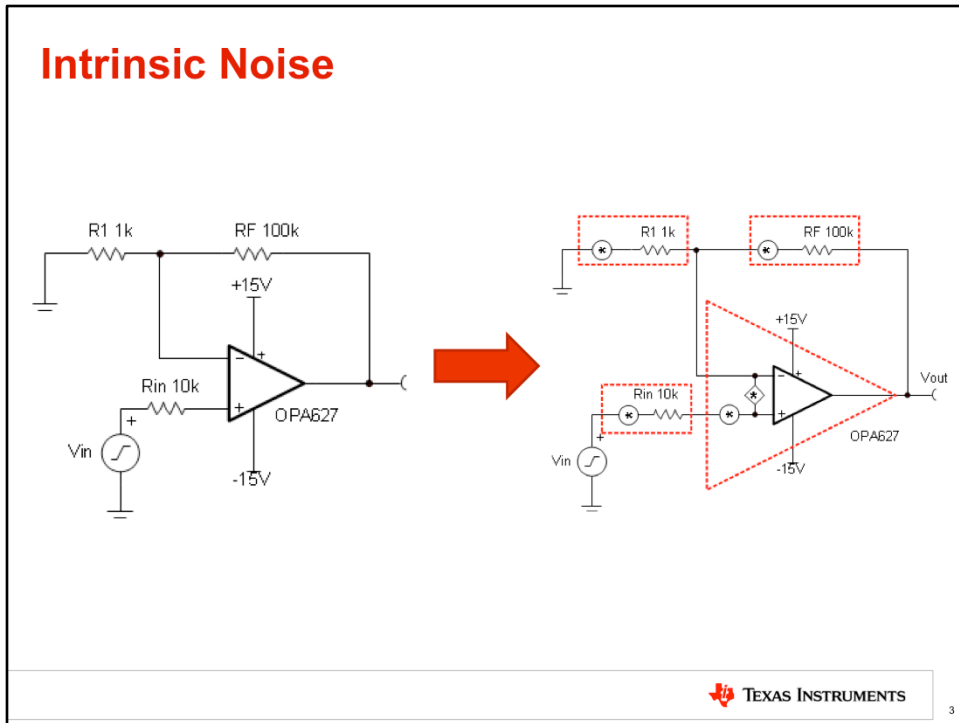 Intrinsic Noise
R1 1k
RF 100k
+15V
−
+
Rin 10k
+
+
OPA627
Vin
-15V
*
R1 1k
*
RF 100k
+15V
−
+
*
Vout
Rin 10k
*
*
+
+
OPA627
Vin
-15V
TEXAS INSTRUMENTS
3